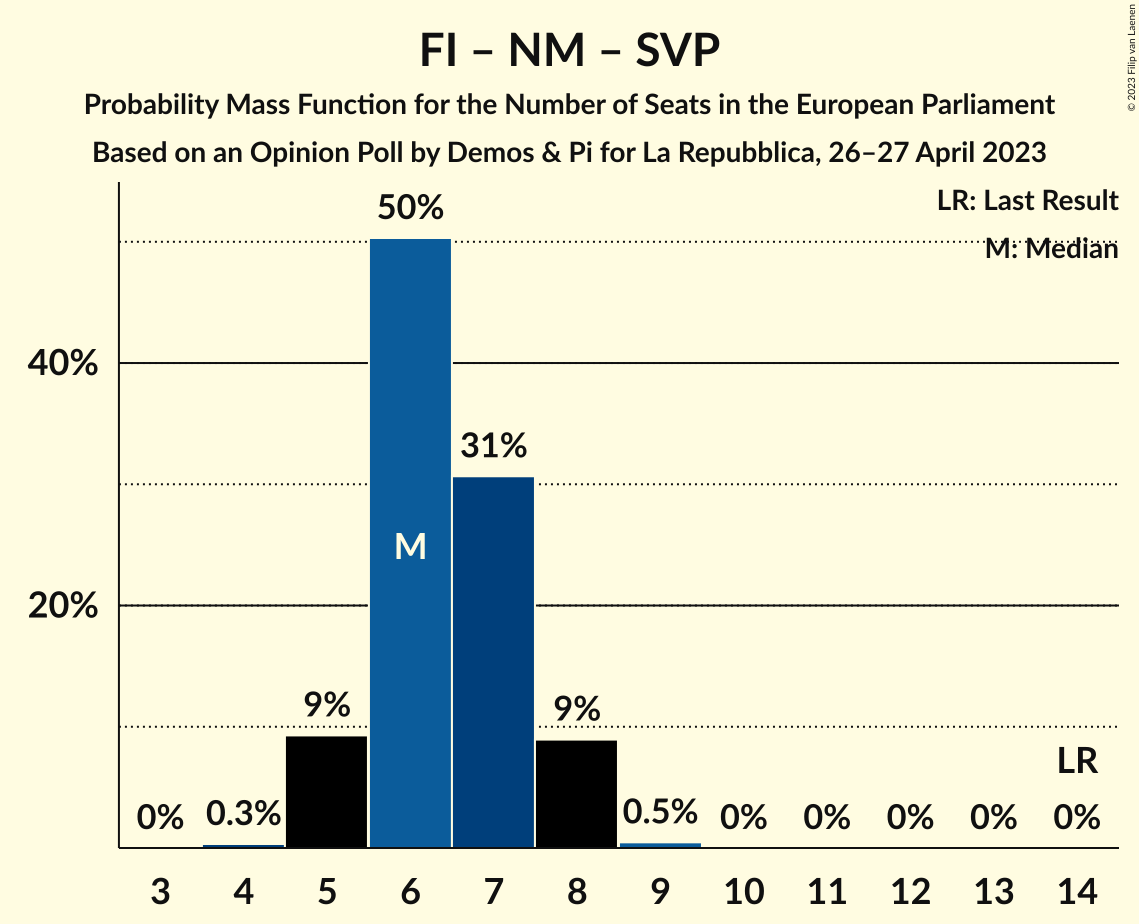 FI – NM – SVP
Probability Mass Function for the Number of Seats in the European Parliament
Based on an Opinion Poll by Demos & Pi for La Repubblica, 26–27 April 2023
© 2023 Filip van Laenen
LR: Last Result
M: Median
50%
40%
31%
M
20%
9%
9%
LR
0%
0.3%
0.5%
0%
0%
0%
0%
0%
3 4 5 6 7 8 9 10 11 12 13 14